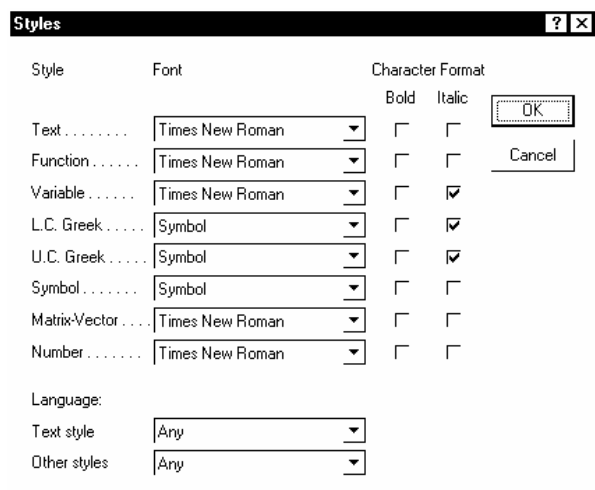 Styles ? ×
Style Font Character Format
Bold Italic
OK
Text . . . . . . . . Times New Roman
Function . . . . . . Times New Roman
Cancel
Variable . . . . . . Times New Roman
L.C. Greek . . . . . Symbol
U.C. Greek . . . . . Symbol
Symbol . . . . . . . Symbol
Matrix-Vector . . . . Times New Roman
Number . . . . . . . Times New Roman
Language:
Text style Any
Other styles Any